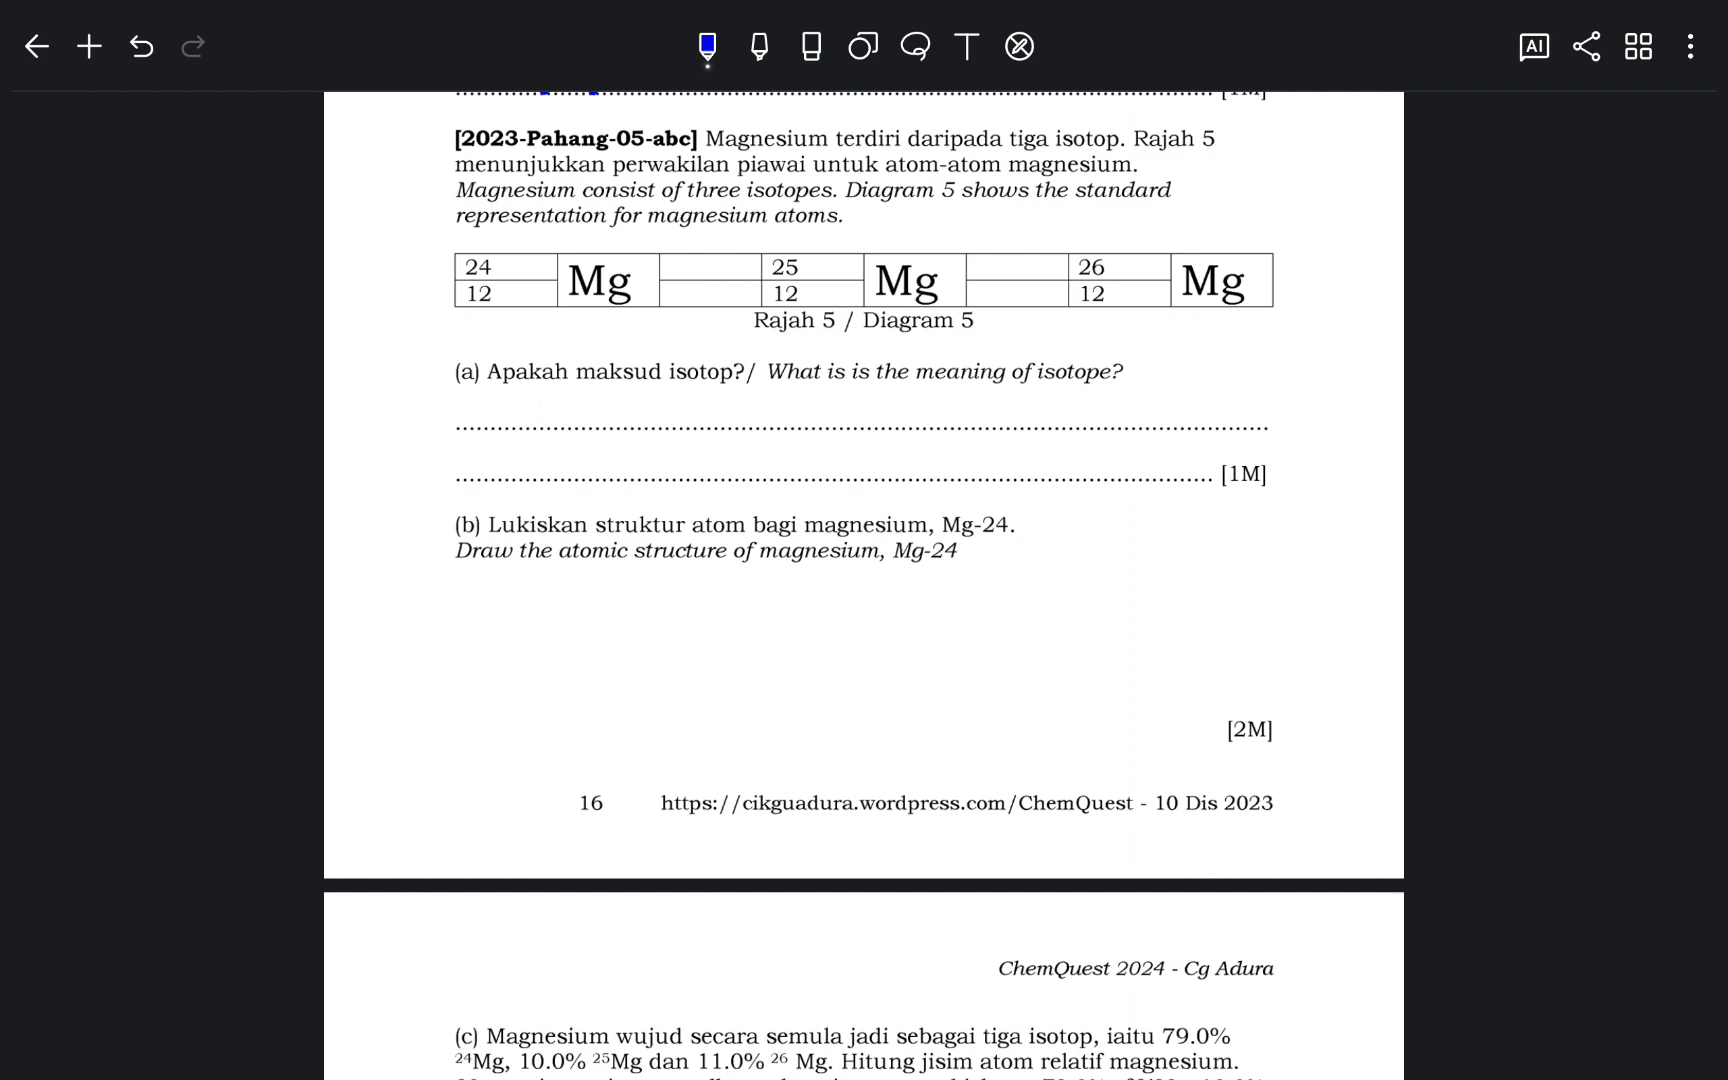 AI
[1M]
[2023-Pahang-05-abc] Magnesium terdiri daripada tiga isotop. Rajah 5
menunjukkan perwakilan piawai untuk atom-atom magnesium.
Magnesium consist of three isotopes. Diagram 5 shows the standard
representation for magnesium atoms.
24 Mg 25 Mg 26 Mg
12 12 12
Rajah 5 / Diagram 5
(a) Apakah maksud isotop?/ What is is the meaning of isotope?
........................................................................................................................
................................................................................................................ [1M]
(b) Lukiskan struktur atom bagi magnesium, Mg-24.
Draw the atomic structure of magnesium, Mg-24
[2M]
16 https://cikguadura.wordpress.com/ChemQuest - 10 Dis 2023
ChemQuest 2024 - Cg Adura
(c) Magnesium wujud secara semula jadi sebagai tiga isotop, iaitu 79.0%
²⁴Mg, 10.0% ²⁵Mg dan 11.0% ²⁶ Mg. Hitung jisim atom relatif magnesium.